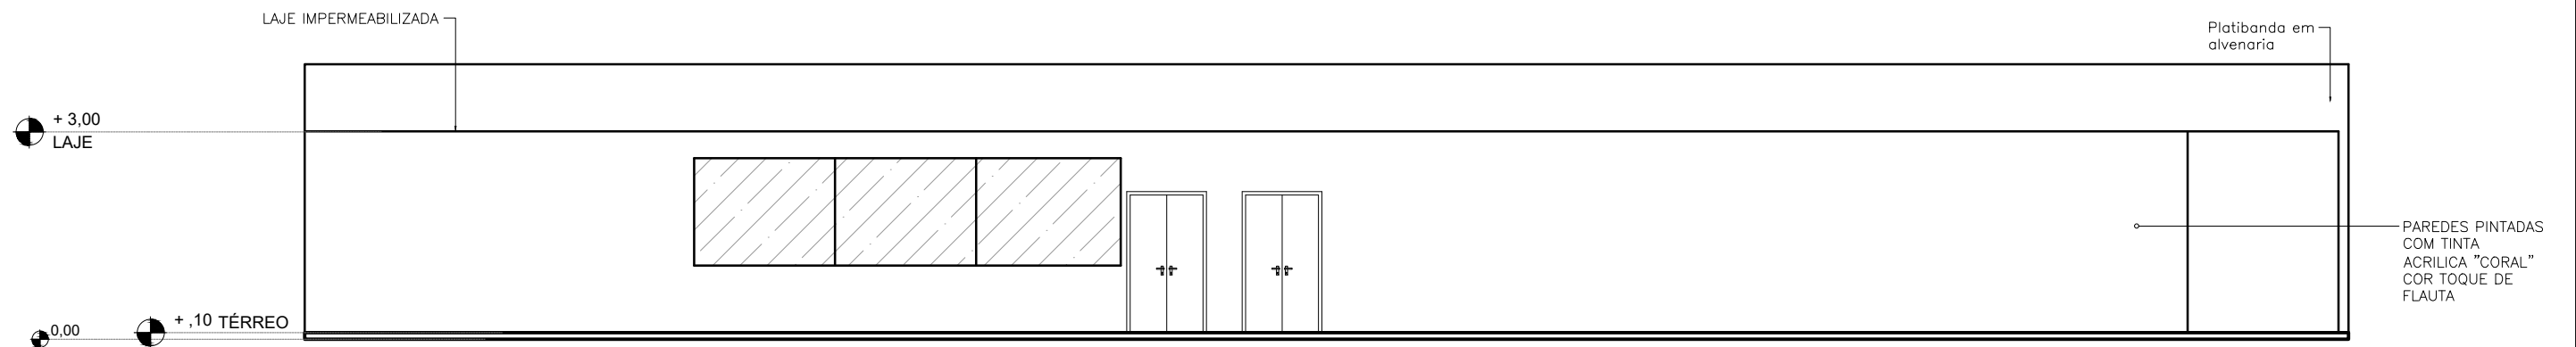 LAJE IMPERMEABILIZADA
Platibanda em
alvenaria
+ 3,00
LAJE
PAREDES PINTADAS
COM TINTA
ACRILICA "CORAL"
COR TOQUE DE
FLAUTA
+ ,10 TÉRREO
0,00